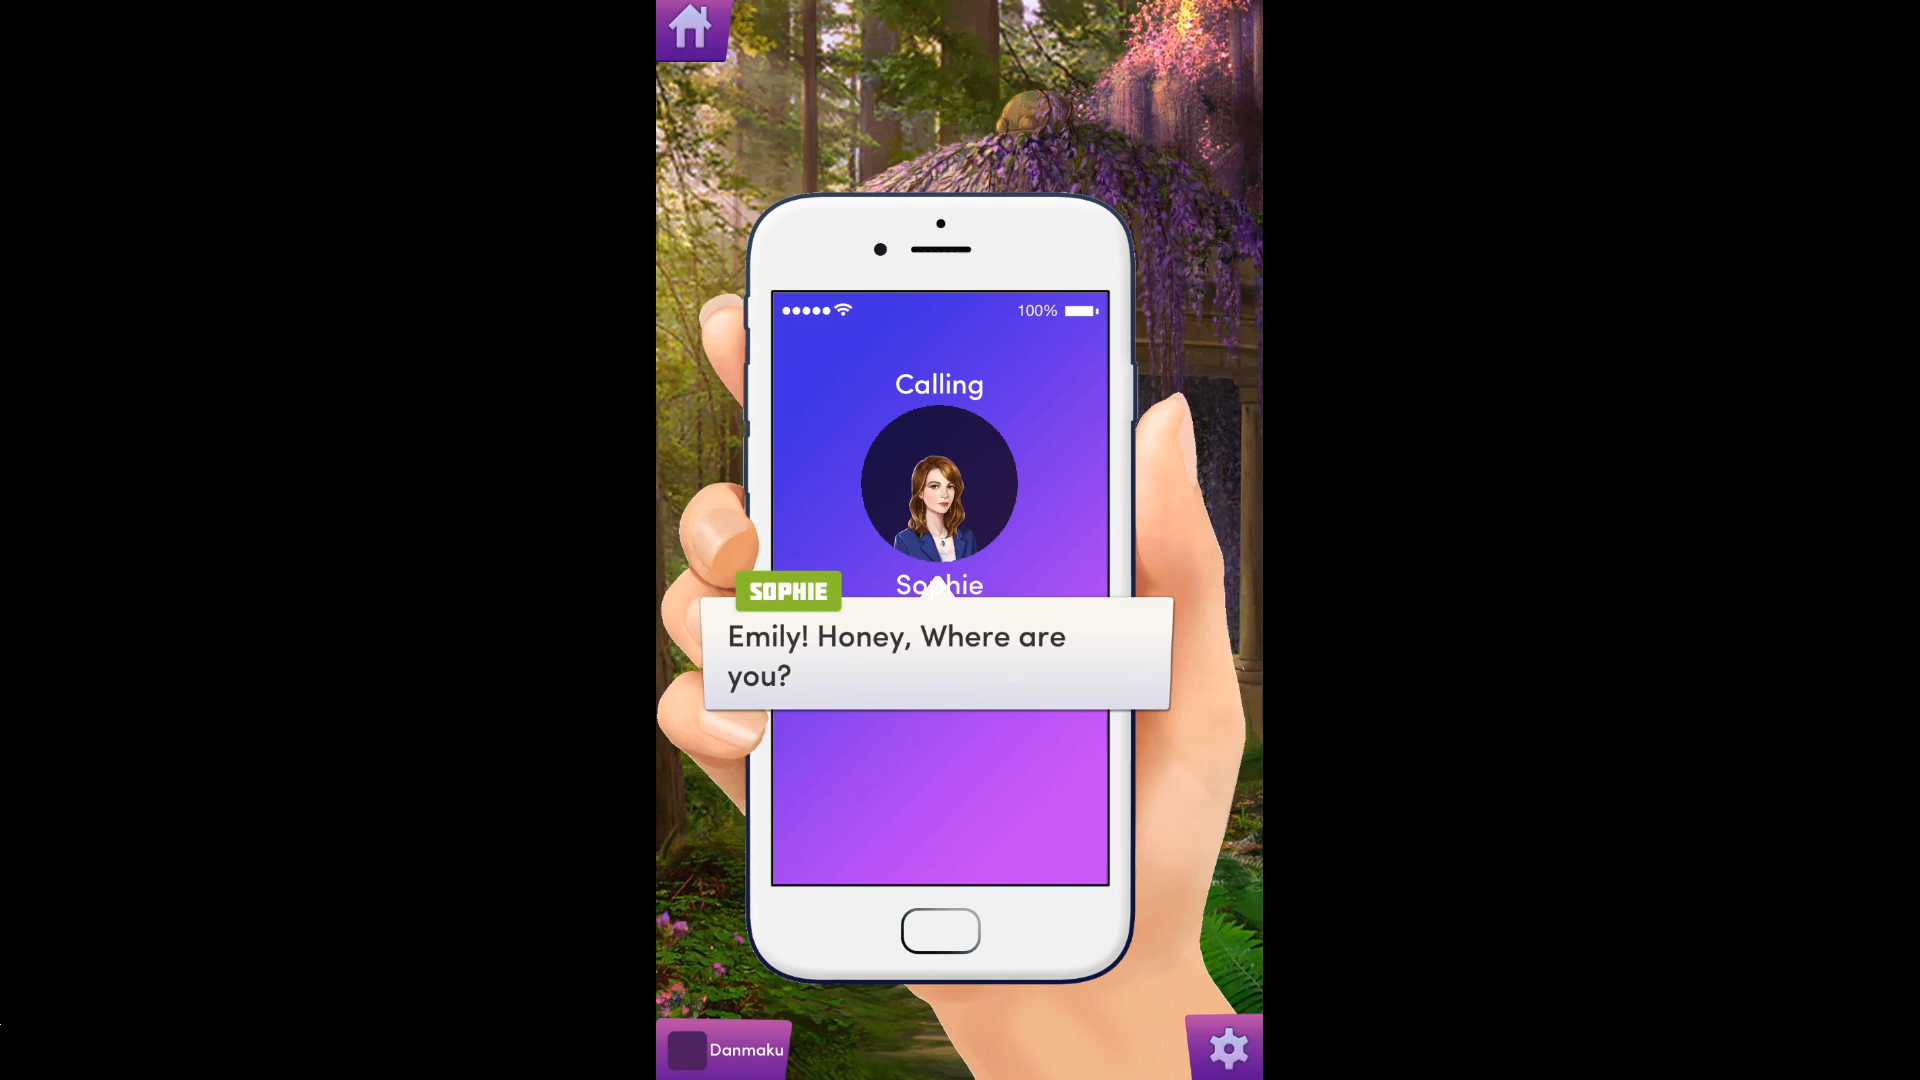 100%
Calling
Sophie
SOPHIE
Emily! Honey, Where are
you?
Danmaku